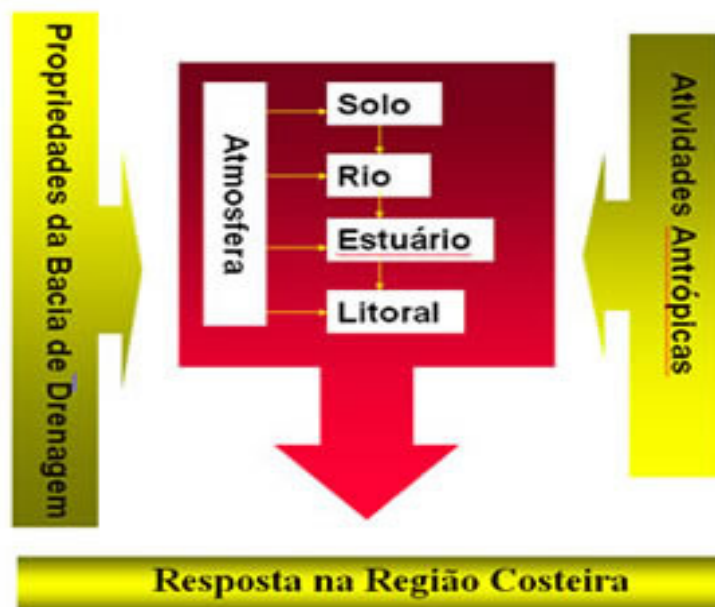 Propriedades da Bacia de Drenagem
Atmosfera
Solo
Rio
Estuário
Litoral
Atividades Antrópicas
Resposta na Região Costeira